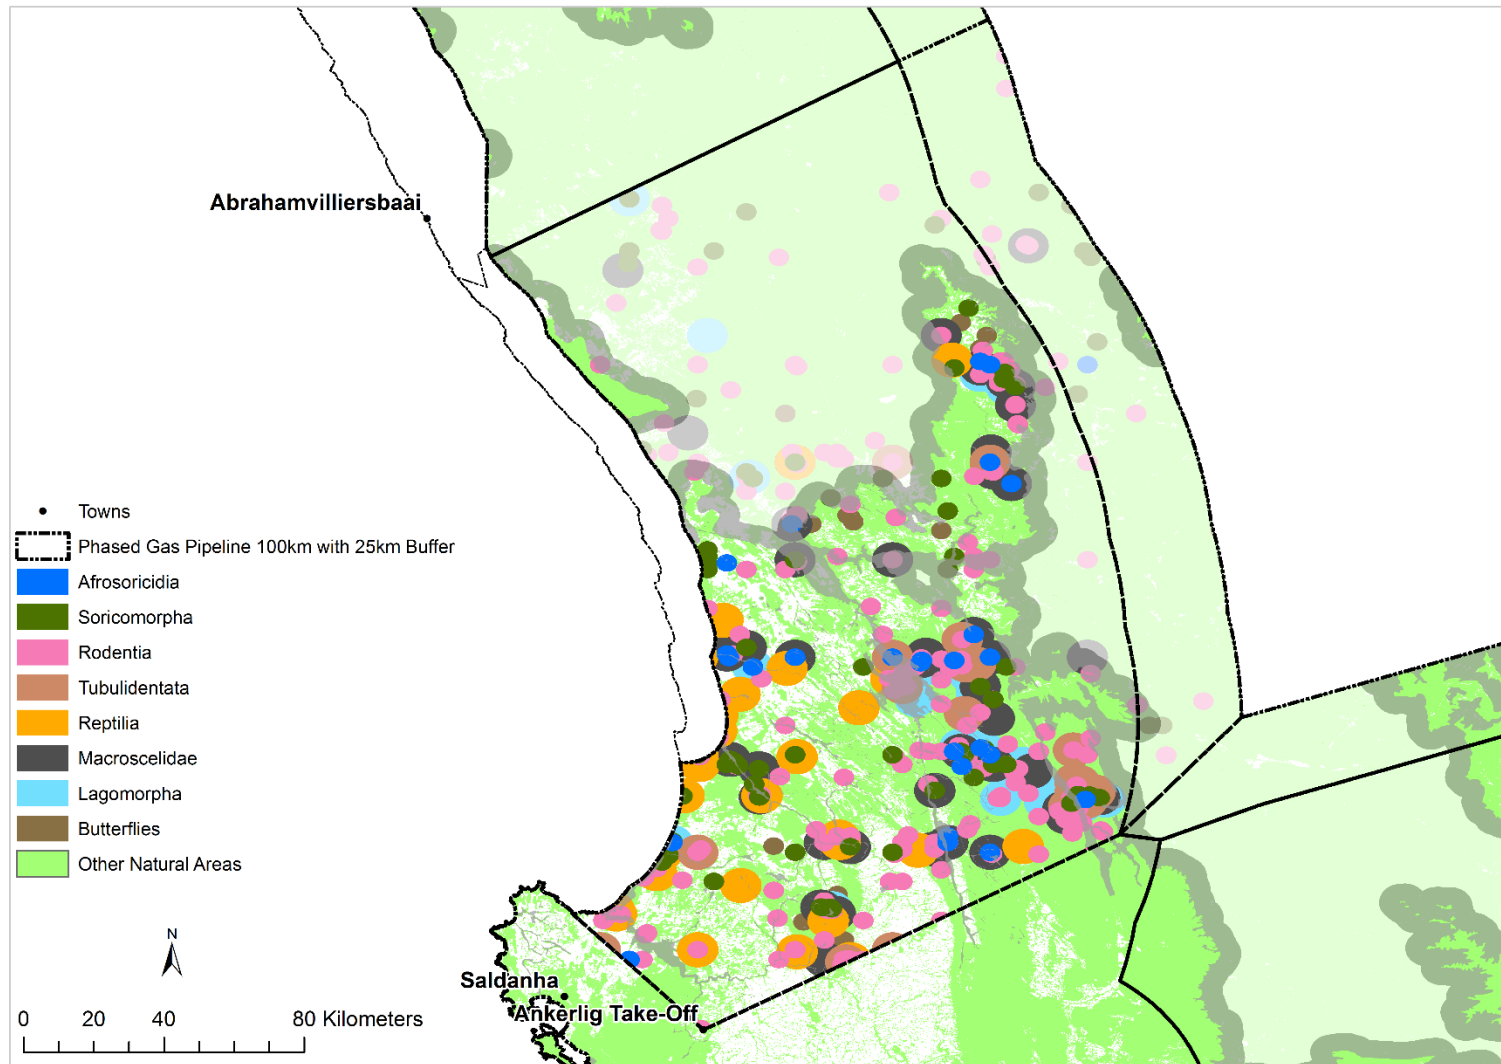 Abrahamvilliersbaai
Towns
Phased Gas Pipeline 100km with 25km Buffer
Afrosoricidia
Soricomorpha
Rodentia
Tubulidentata
Reptilia
Macroscelidae
Lagomorpha
Butterflies
Other Natural Areas
N
Saldanha
Ankerlig Take-Off
0 20 40 80 Kilometers